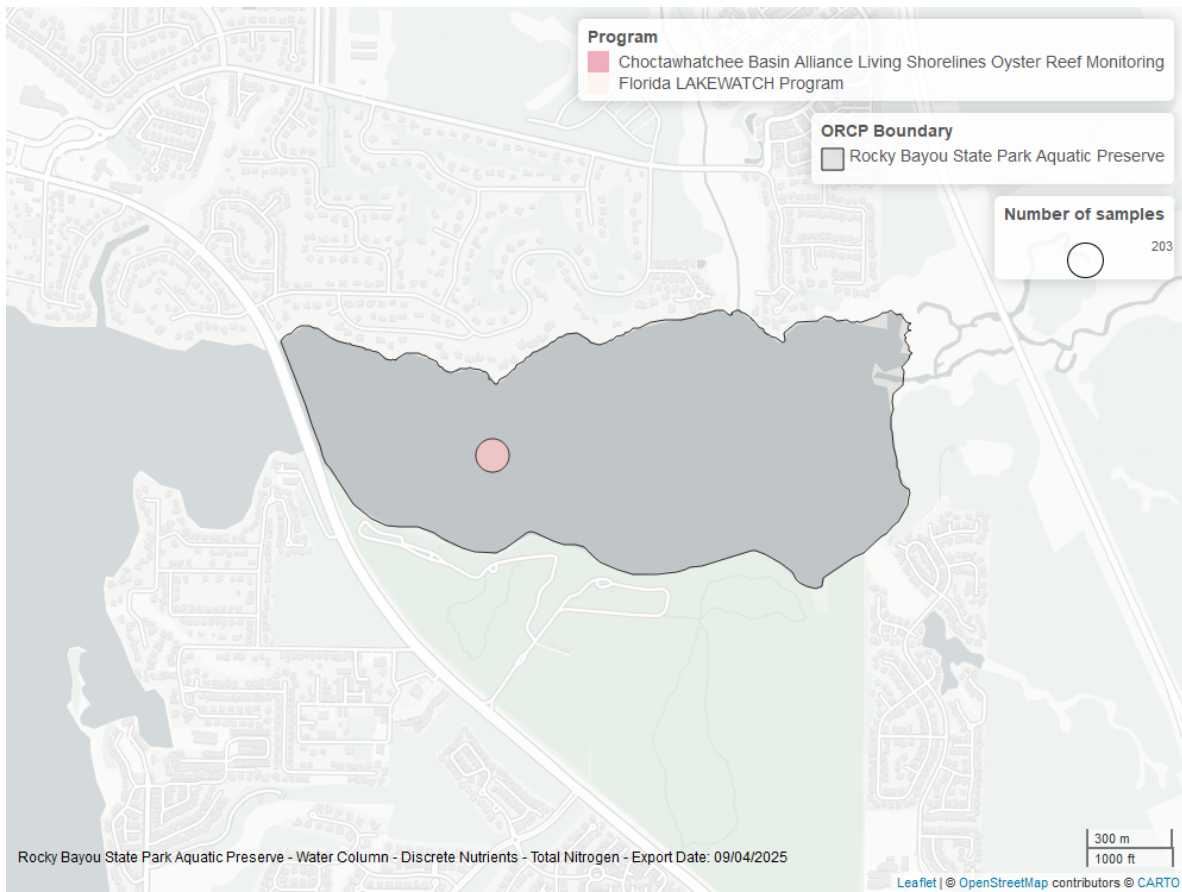 Program
Choctawhatchee Basin Alliance Living Shorelines Oyster Reef Monitoring
Florida LAKEWATCH Program
ORCP Boundary
Rocky Bayou State Park Aquatic Preserve
Number of samples
203
300 m
1000 ft
Rocky Bayou State Park Aquatic Preserve - Water Column - Discrete Nutrients - Total Nitrogen - Export Date: 09/04/2025
Leaflet | © OpenStreetMap contributors © CARTO